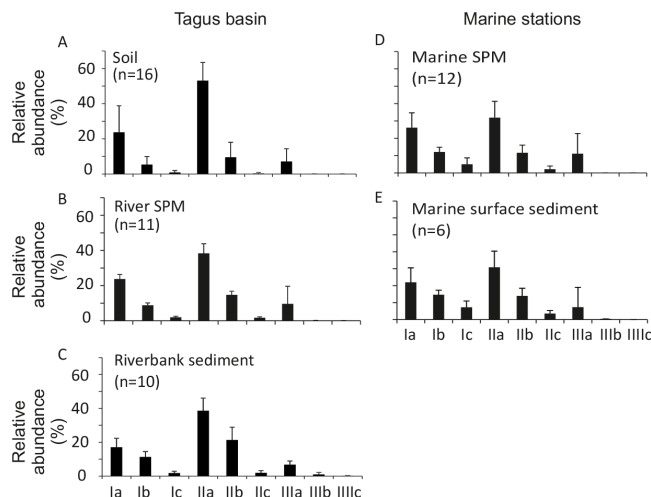 Tagus basin
Marine stations
A
Soil
(n=16)
Relative
abundance
(%)
60
40
20
0
B
River SPM
(n=11)
Relative
abundance
(%)
60
40
20
0
C
Riverbank sediment
(n=10)
Relative
abundance
(%)
60
40
20
0
Ia Ib Ic IIa IIb IIc IIIa IIIb IIIIc
D
Marine SPM
(n=12)
E
Marine surface sediment
(n=6)
Ia Ib Ic IIa IIb IIc IIIa IIIb IIIIc